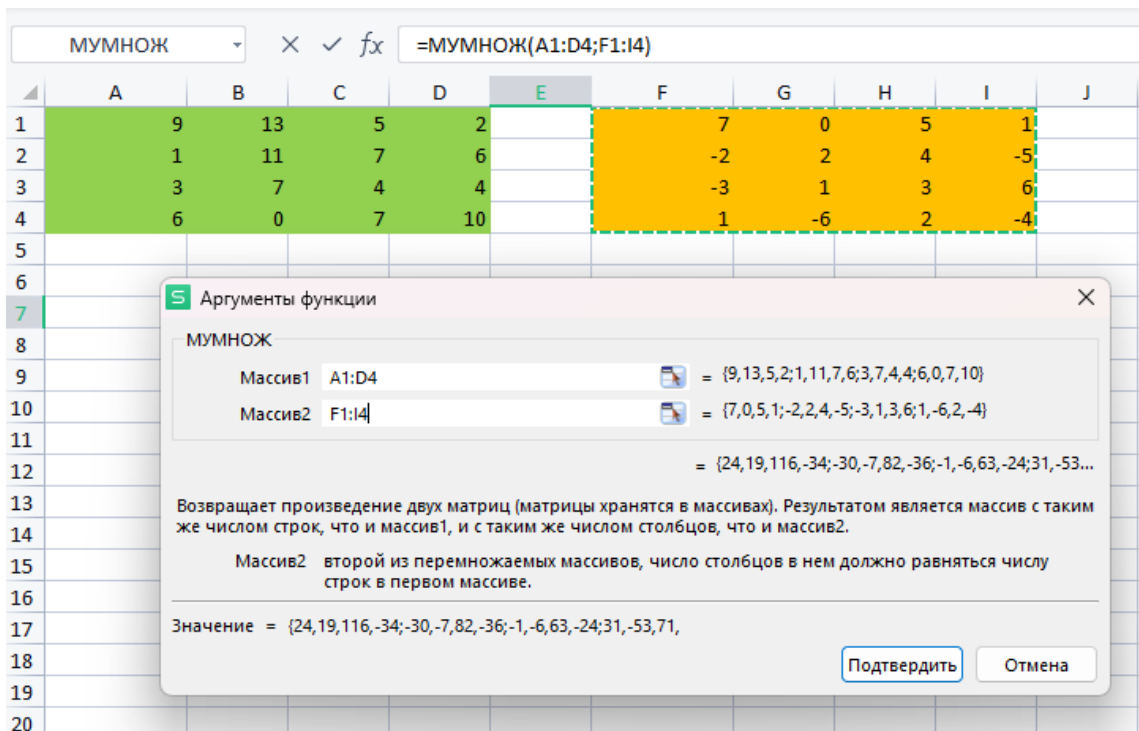 МУМНОЖ fx =МУМНОЖ(A1:D4;F1:I4)
A B C D E F G H I J
1 9 13 5 2 7 0 5 1
2 1 11 7 6 -2 2 4 -5
3 3 7 4 4 -3 1 3 6
4 6 0 7 10 1 -6 2 -4
5
6
7
8
9
10
11
12
13
14
15
16
17
18
19
20
S Аргументы функции
МУМНОЖ
Массив1 A1:D4 = {9,13,5,2;1,11,7,6;3,7,4,4;6,0,7,10}
Массив2 F1:I4 = {7,0,5,1;-2,2,4,-5;-3,1,3,6;1,-6,2,-4}
= {24,19,116,-34;-30,-7,82,-36;-1,-6,63,-24;31,-53...
Возвращает произведение двух матриц (матрицы хранятся в массивах). Результатом является массив с таким
же числом строк, что и массив1, и с таким же числом столбцов, что и массив2.
Массив2 второй из перемножаемых массивов, число столбцов в нем должно равняться числу
строк в первом массиве.
Значение = {24,19,116,-34;-30,-7,82,-36;-1,-6,63,-24;31,-53,71,
Подтвердить Отмена